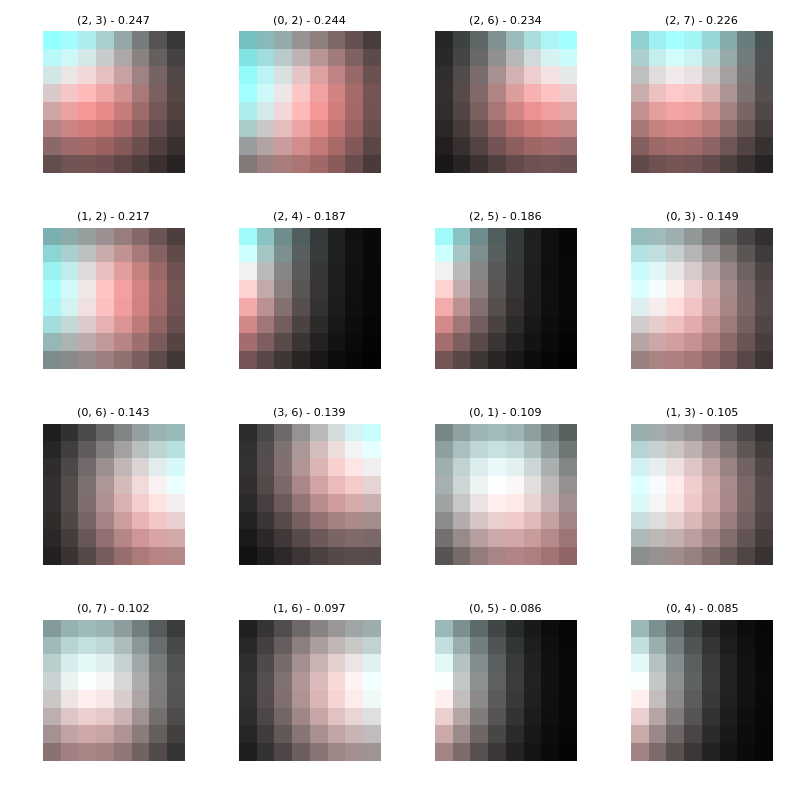 (2, 3) - 0.247
(0, 2) - 0.244
(2, 6) - 0.234
(2, 7) - 0.226
(1, 2) - 0.217
(2, 4) - 0.187
(2, 5) - 0.186
(0, 3) - 0.149
(0, 6) - 0.143
(3, 6) - 0.139
(0, 1) - 0.109
(1, 3) - 0.105
(0, 7) - 0.102
(1, 6) - 0.097
(0, 5) - 0.086
(0, 4) - 0.085